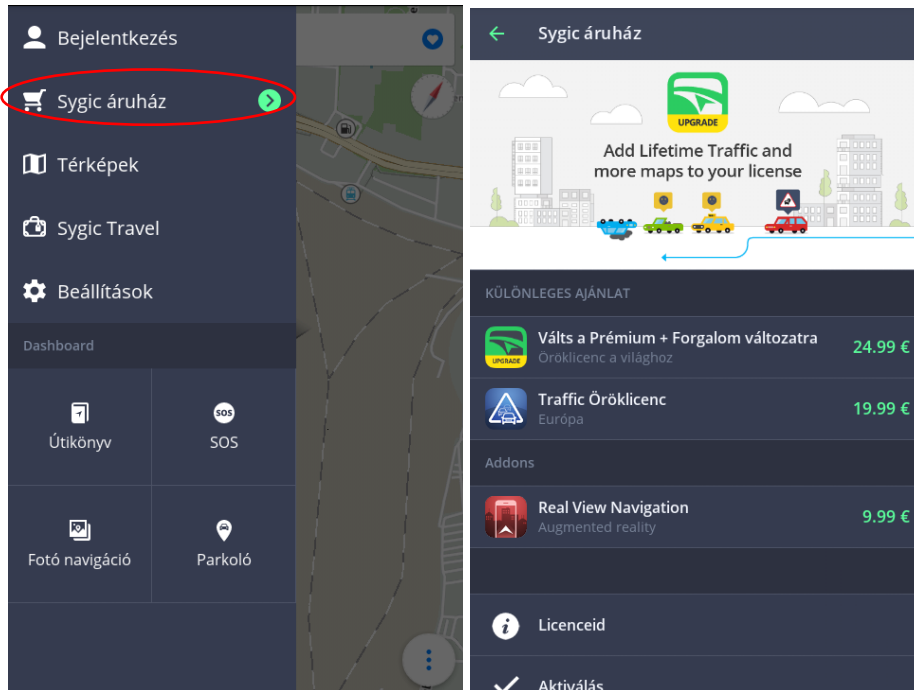 Bejelentkezés
Sygic áruház
Térképek
Sygic Travel
Beállítások
Dashboard
Útikönyv
SOS
SOS
Fotó navigáció
Parkoló
Sygic áruház
UPGRADE
Add Lifetime Traffic and
more maps to your license
KÜLÖNLEGES AJÁNLAT
UPGRADE
Válts a Prémium + Forgalom változatra
Öröklicenc a világhoz
24.99 €
Traffic Öröklicenc
Európa
19.99 €
Addons
Real View Navigation
Augmented reality
9.99 €
Licenceid
Aktiválás